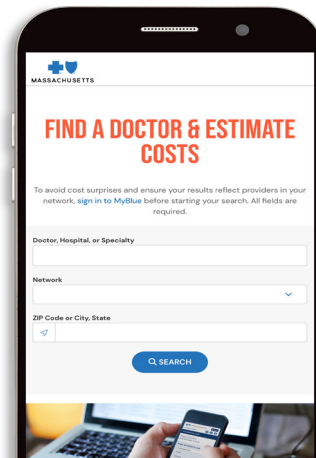 MASSACHUSETTS
FIND A DOCTOR & ESTIMATE
COSTS
To avoid cost surprises and ensure your results reflect providers in your
network, sign in to MyBlue before starting your search. All fields are
required.
Doctor, Hospital, or Specialty
Network
ZIP Code or City, State
SEARCH